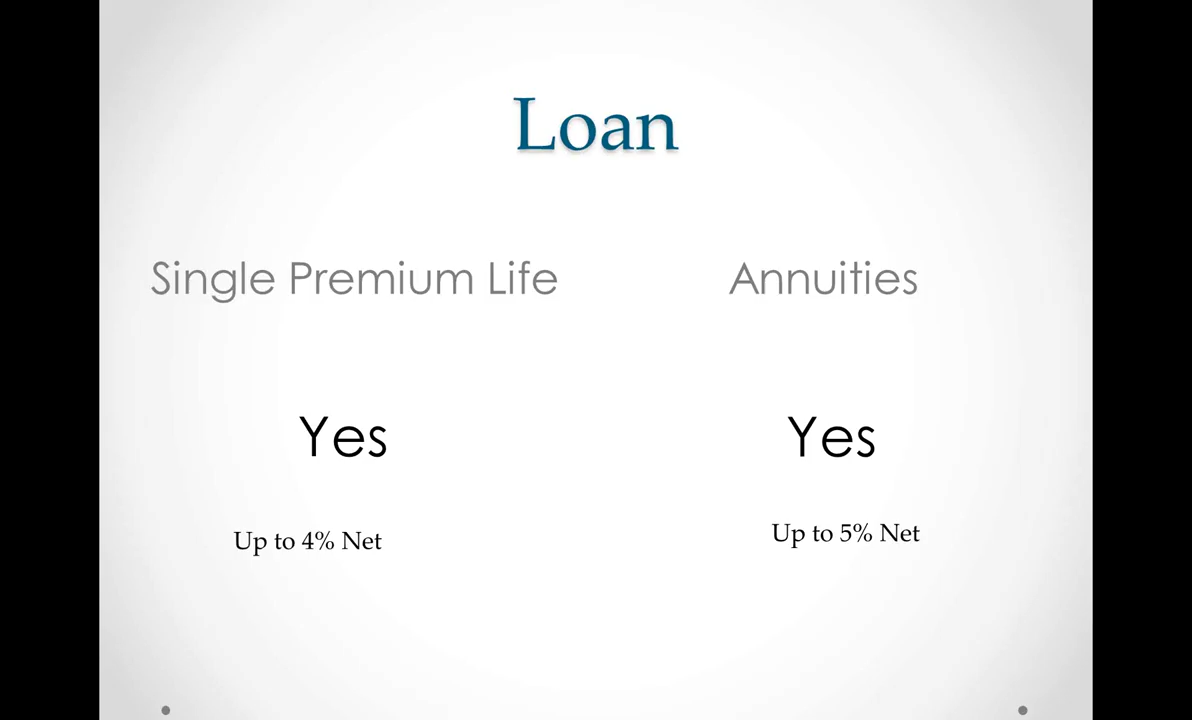 Loan
Single Premium Life
Annuities
Yes
Yes
Up to 4% Net
Up to 5% Net